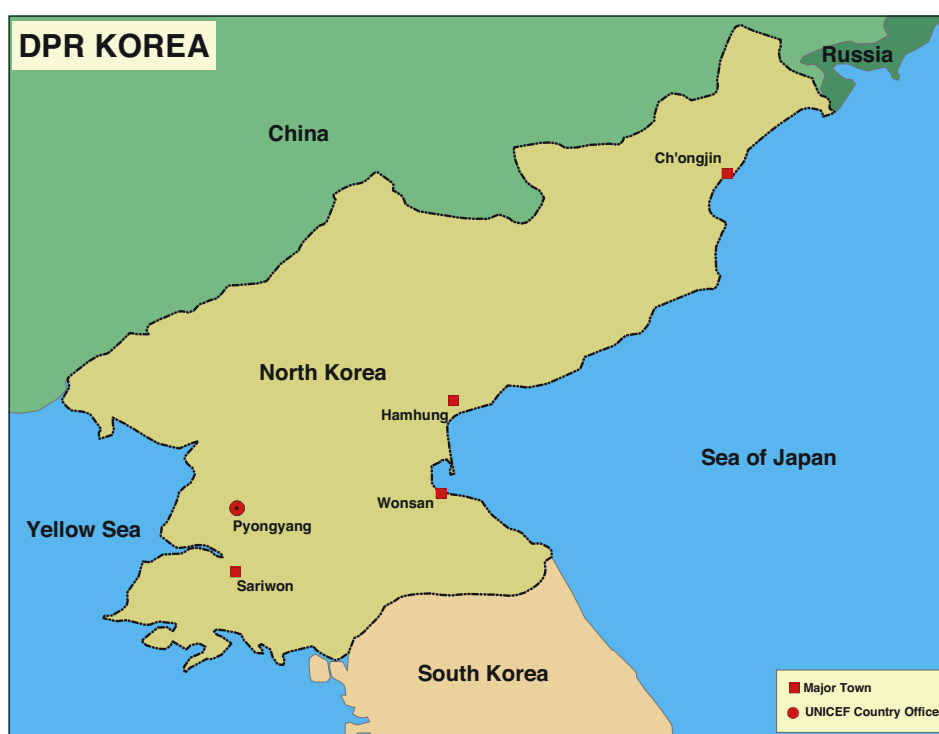 DPR KOREA
Russia
China
Ch'ongjin
North Korea
Hamhung
Sea of Japan
Wonsan
Yellow Sea
Pyongyang
Sariwon
South Korea
Major Town
UNICEF Country Office